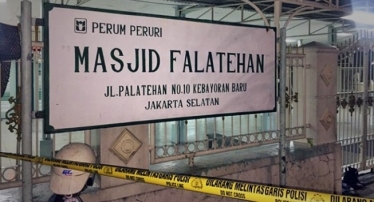 PERUM PERURI
MASJID FALATEHAN
JL.PALATEHAN NO.10 KEBAYORAN BARU
JAKARTA SELATAN
DILARANG MELINTAS GARIS POLISI